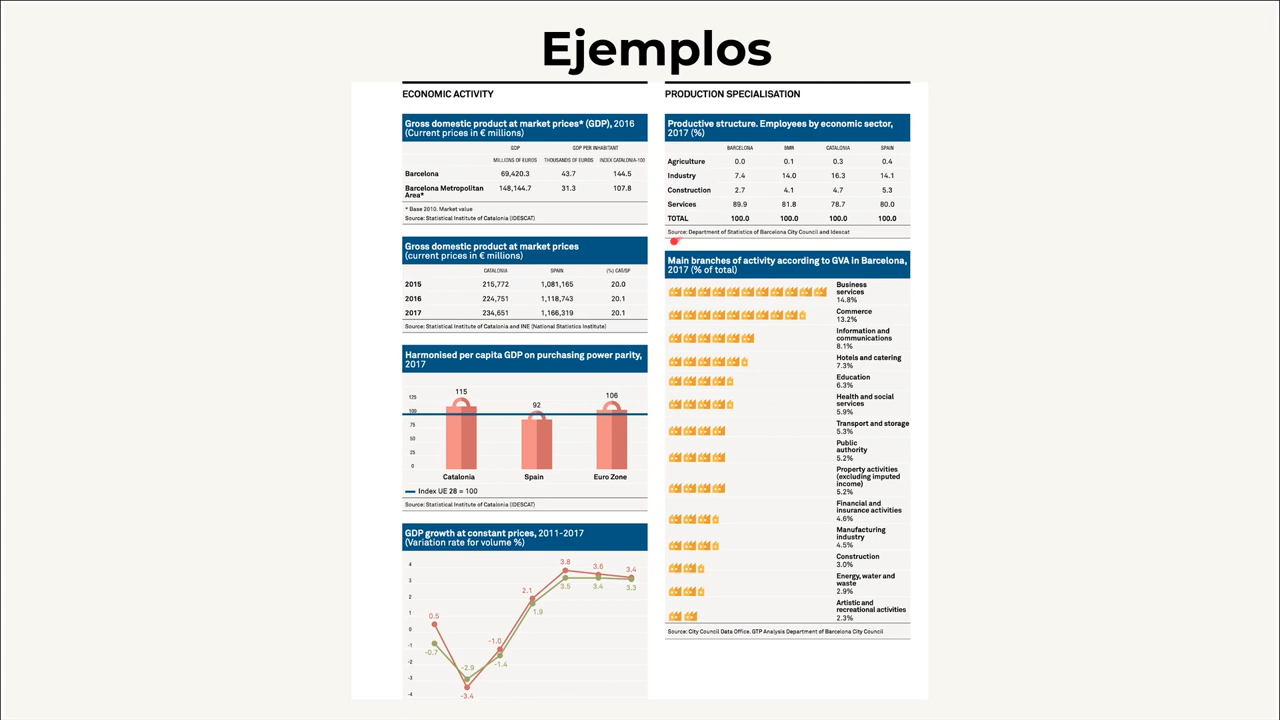 Ejemplos
ECONOMIC ACTIVITY
Gross domestic product at market prices* (GDP), 2016
(Current prices in € millions)
GDP GDP PER INHABITANT
MILLIONS OF EUROS THOUSANDS OF EUROS INDEX CATALONIA-100
Barcelona 69,420.3 43.7 144.5
Barcelona Metropolitan
Area* 148,144.7 31.3 107.8
* Base 2010. Market value
Source: Statistical Institute of Catalonia (IDESCAT)
Gross domestic product at market prices
(current prices in € millions)
CATALONIA SPAIN (%) CAT/SP
2015 215,772 1,081,165 20.0
2016 224,751 1,118,743 20.1
2017 234,651 1,166,319 20.1
Source: Statistical Institute of Catalonia and INE (National Statistics Institute)
Harmonised per capita GDP on purchasing power parity,
2017
115
92
106
125
100
75
50
25
0
Catalonia Spain Euro Zone
Index UE 28 = 100
Source: Statistical Institute of Catalonia (IDESCAT)
GDP growth at constant prices, 2011-2017
(Variation rate for volume %)
4
3
2
1
0
-1
-2
-3
-4
0.5
-3.4
-1.0
2.1
3.8
3.6
3.4
-0.7
-2.9
-1.4
1.9
3.5
3.4
3.3
PRODUCTION SPECIALISATION
Productive structure. Employees by economic sector,
2017 (%)
BARCELONA BMR CATALONIA SPAIN
Agriculture 0.0 0.1 0.3 0.4
Industry 7.4 14.0 16.3 14.1
Construction 2.7 4.1 4.7 5.3
Services 89.9 81.8 78.7 80.0
TOTAL 100.0 100.0 100.0 100.0
Source: Department of Statistics of Barcelona City Council and Idescat
Main branches of activity according to GVA in Barcelona,
2017 (% of total)
Business
services
14.8%
Commerce
13.2%
Information and
communications
8.1%
Hotels and catering
7.3%
Education
6.3%
Health and social
services
5.9%
Transport and storage
5.3%
Public
authority
5.2%
Property activities
(excluding imputed
income)
5.2%
Financial and
insurance activities
4.6%
Manufacturing
industry
4.5%
Construction
3.0%
Energy, water and
waste
2.9%
Artistic and
recreational activities
2.3%
Source: City Council Data Office. GTP Analysis Department of Barcelona City Council